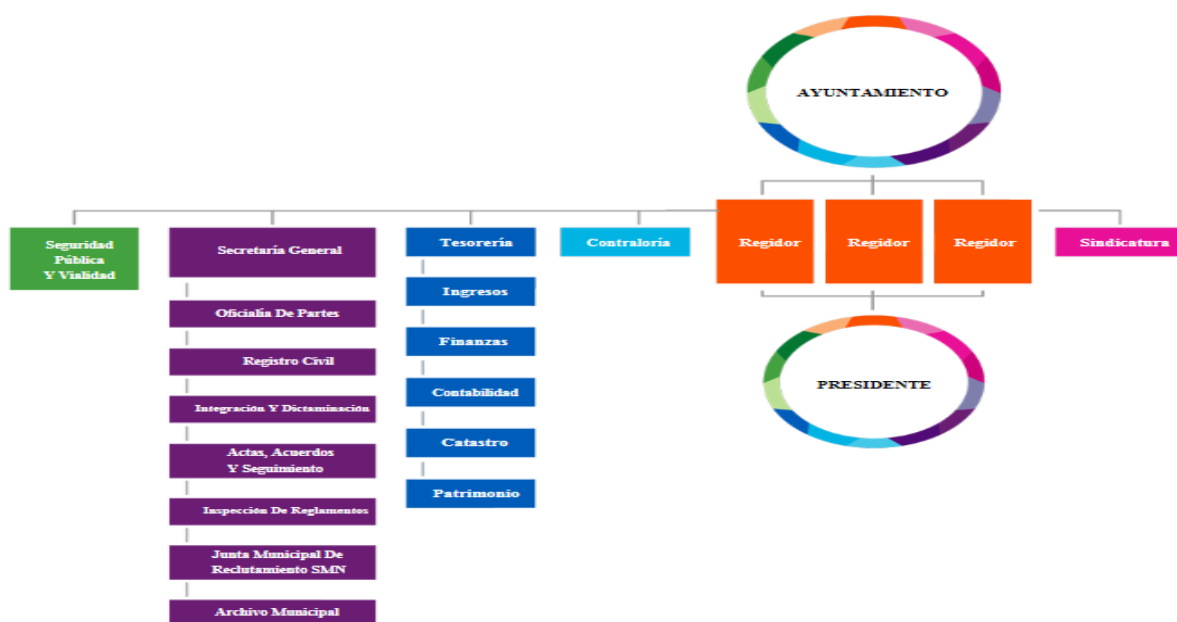 AYUNTAMIENTO
Seguridad
Pública
Y Vialidad
Secretaría General
Tesorería
Contraloría
Regidor
Regidor
Regidor
Sindicatura
Oficialía De Partes
Registro Civil
Integración Y Dictaminación
Actas, Acuerdos
Y Seguimiento
Inspección De Reglamentos
Junta Municipal De
Reclutamiento SMN
Archivo Municipal
Ingresos
Finanzas
Contabilidad
Catastro
Patrimonio
PRESIDENTE